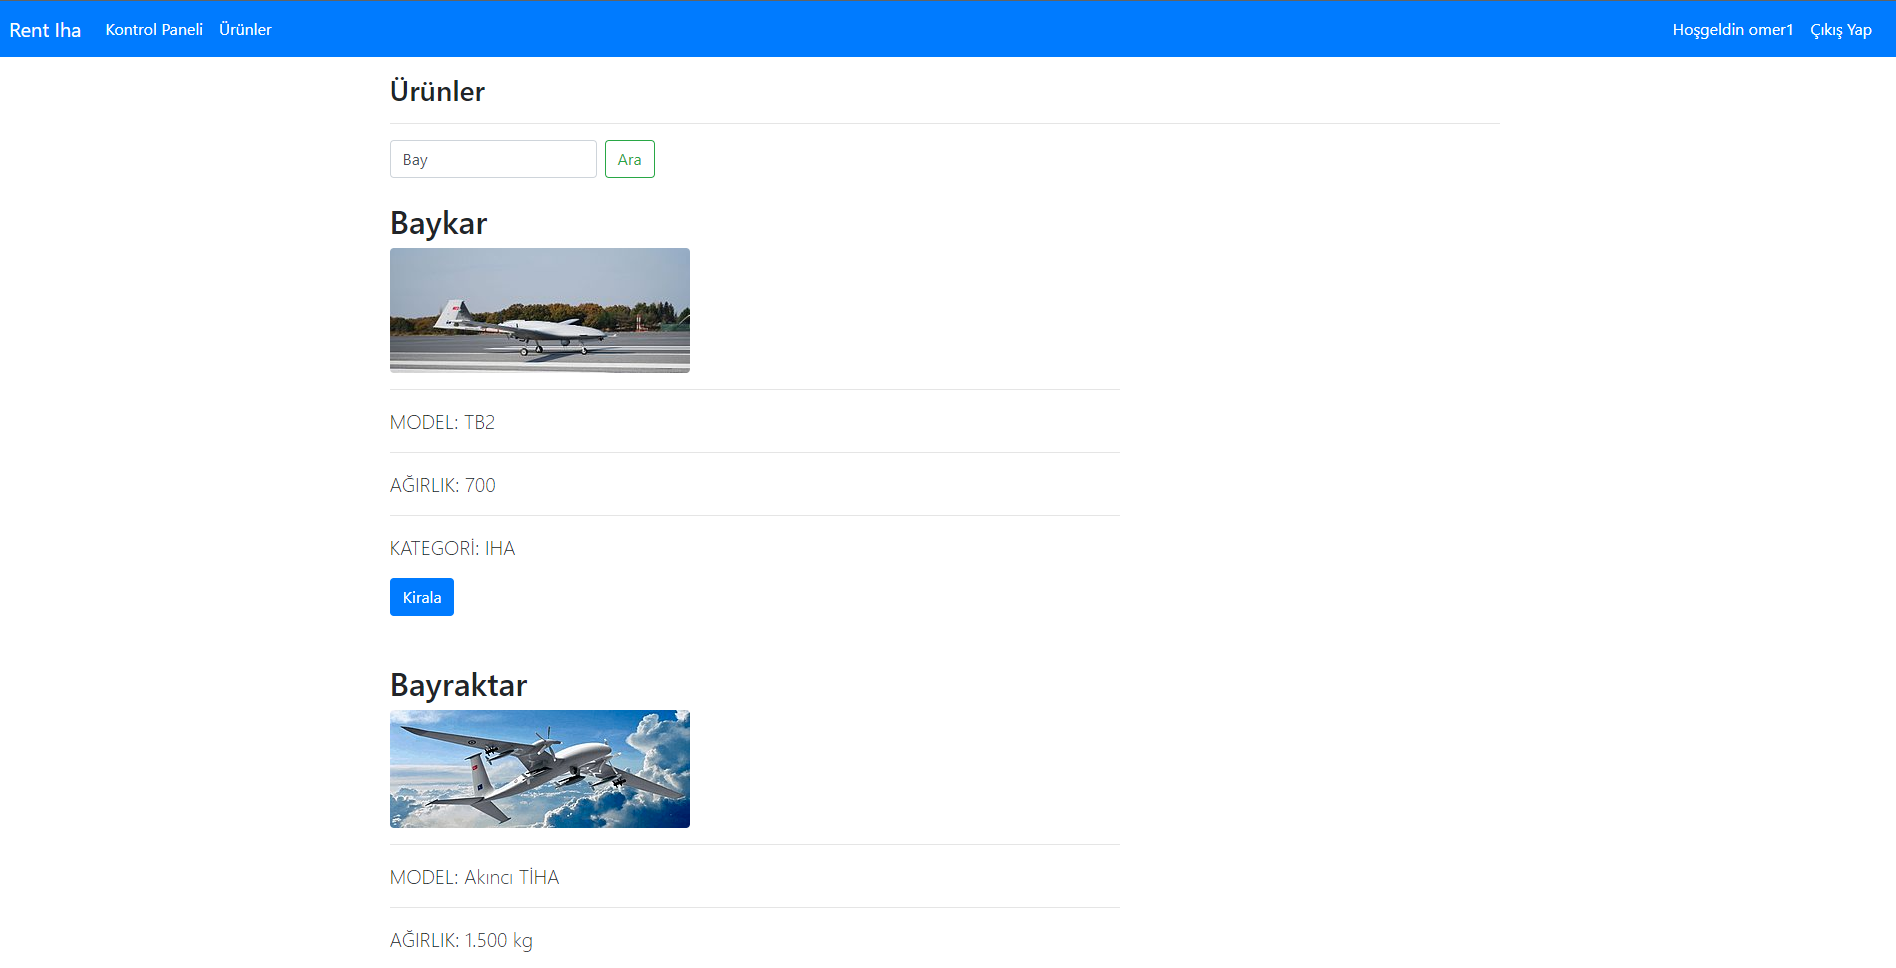 Rent Iha Kontrol Paneli Ürünler Hoşgeldin omer1 Çıkış Yap
Ürünler
Bay Ara
Baykar
MODEL: TB2
AĞIRLIK: 700
KATEGORİ: IHA
Kirala
Bayraktar
MODEL: Akıncı TİHA
AĞIRLIK: 1.500 kg